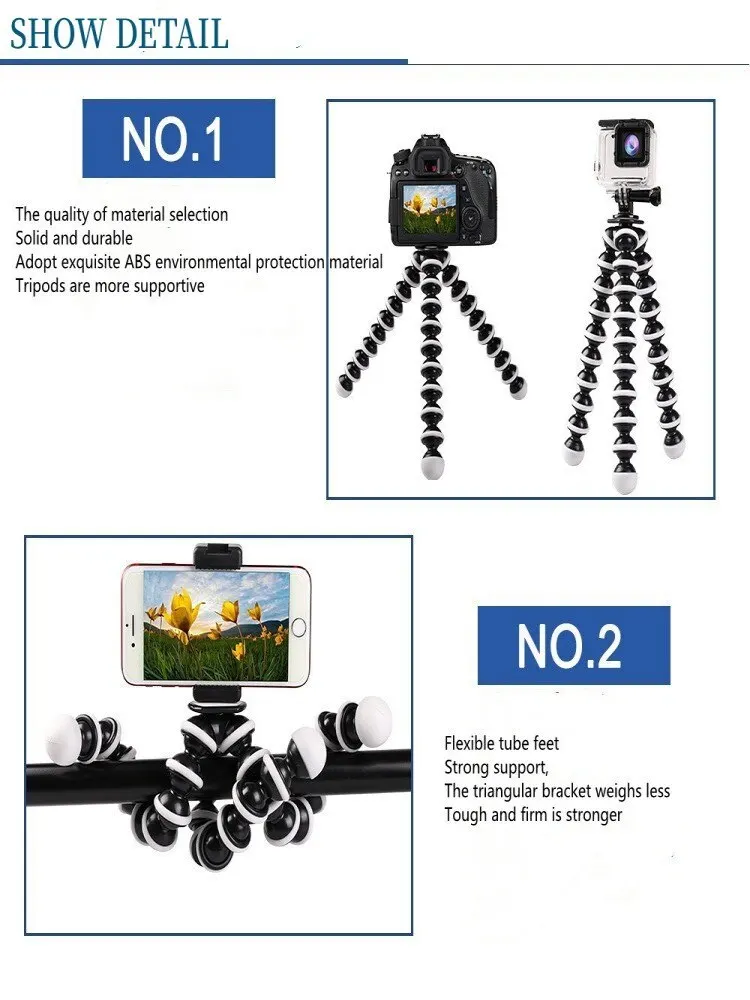 SHOW DETAIL
NO.1
The quality of material selection
Solid and durable
Adopt exquisite ABS environmental protection material
Tripods are more supportive
NO.2
Flexible tube feet
Strong support,
The triangular bracket weighs less
Tough and firm is stronger